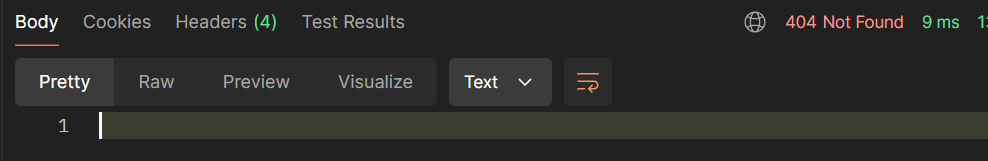 Body Cookies Headers (4) Test Results 404 Not Found 9 ms
Pretty Raw Preview Visualize Text
1